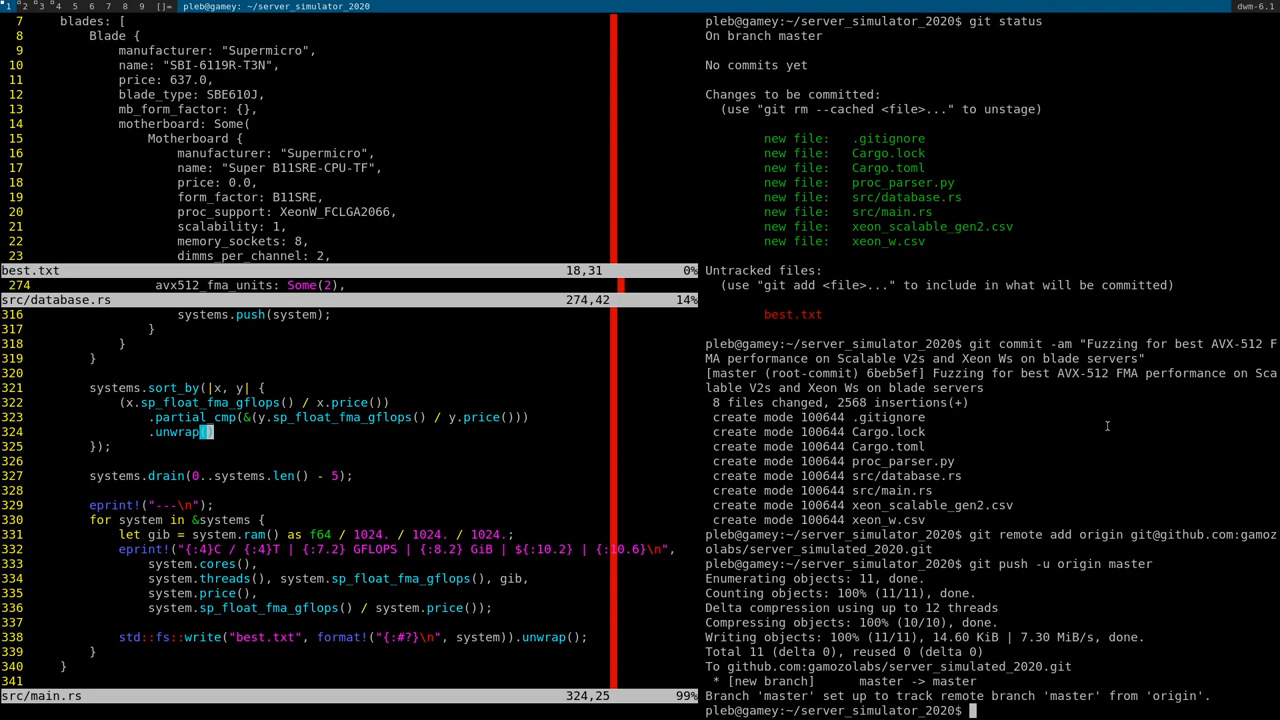 1 2 3 4 5 6 7 8 9 []= pleb@gamey: ~/server_simulator_2020 dwm-6.1
7     blades: [
8         Blade {
9             manufacturer: "Supermicro",
10             name: "SBI-6119R-T3N",
11             price: 637.0,
12             blade_type: SBE610J,
13             mb_form_factor: {},
14             motherboard: Some(
15                 Motherboard {
16                     manufacturer: "Supermicro",
17                     name: "Super B11SRE-CPU-TF",
18                     price: 0.0,
19                     form_factor: B11SRE,
20                     proc_support: XeonW_FCLGA2066,
21                     scalability: 1,
22                     memory_sockets: 8,
23                     dimms_per_channel: 2,
best.txt 18,31 0%
274                 avx512_fma_units: Some(2),
src/database.rs 274,42 14%
316                     systems.push(system);
317                 }
318             }
319         }
320
321         systems.sort_by(|x, y| {
322             (x.sp_float_fma_gflops() / x.price())
323                 .partial_cmp(&(y.sp_float_fma_gflops() / y.price()))
324                 .unwrap()
325         });
326
327         systems.drain(0..systems.len() - 5);
328
329         eprint!("---\n");
330         for system in &systems {
331             let gib = system.ram() as f64 / 1024. / 1024. / 1024.;
332             eprint!("{:4}C / {:4}T | {:7.2} GFLOPS | {:8.2} GiB | ${:10.2} | {:10.6}\n",
333                 system.cores(),
334                 system.threads(), system.sp_float_fma_gflops(), gib,
335                 system.price(),
336                 system.sp_float_fma_gflops() / system.price());
337
338             std::fs::write("best.txt", format!("{:#?}\n", system)).unwrap();
339         }
340     }
341
src/main.rs 324,25 99%
pleb@gamey:~/server_simulator_2020$ git status
On branch master
No commits yet
Changes to be committed:
  (use "git rm --cached <file>..." to unstage)
        new file:   .gitignore
        new file:   Cargo.lock
        new file:   Cargo.toml
        new file:   proc_parser.py
        new file:   src/database.rs
        new file:   src/main.rs
        new file:   xeon_scalable_gen2.csv
        new file:   xeon_w.csv
Untracked files:
  (use "git add <file>..." to include in what will be committed)
        best.txt
pleb@gamey:~/server_simulator_2020$ git commit -am "Fuzzing for best AVX-512 F
MA performance on Scalable V2s and Xeon Ws on blade servers"
[master (root-commit) 6beb5ef] Fuzzing for best AVX-512 FMA performance on Sca
lable V2s and Xeon Ws on blade servers
 8 files changed, 2568 insertions(+)
 create mode 100644 .gitignore
 create mode 100644 Cargo.lock
 create mode 100644 Cargo.toml
 create mode 100644 proc_parser.py
 create mode 100644 src/database.rs
 create mode 100644 src/main.rs
 create mode 100644 xeon_scalable_gen2.csv
 create mode 100644 xeon_w.csv
pleb@gamey:~/server_simulator_2020$ git remote add origin git@github.com:gamoz
olabs/server_simulated_2020.git
pleb@gamey:~/server_simulator_2020$ git push -u origin master
Enumerating objects: 11, done.
Counting objects: 100% (11/11), done.
Delta compression using up to 12 threads
Compressing objects: 100% (10/10), done.
Writing objects: 100% (11/11), 14.60 KiB | 7.30 MiB/s, done.
Total 11 (delta 0), reused 0 (delta 0)
To github.com:gamozolabs/server_simulated_2020.git
 * [new branch]      master -> master
Branch 'master' set up to track remote branch 'master' from 'origin'.
pleb@gamey:~/server_simulator_2020$